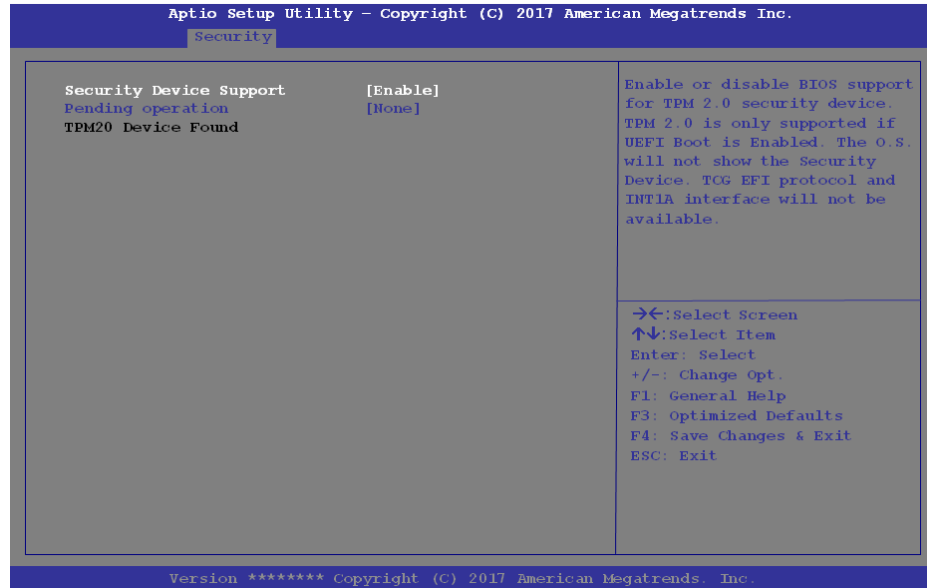 Aptio Setup Utility – Copyright (C) 2017 American Megatrends Inc.
Security
Security Device Support [Enable]
Pending operation [None]
TPM20 Device Found
Enable or disable BIOS support
for TPM 2.0 security device.
TPM 2.0 is only supported if
UEFI Boot is Enabled. The O.S.
will not show the Security
Device. TCG EFI protocol and
INT1A interface will not be
available.
→←:Select Screen
↑↓:Select Item
Enter: Select
+/-: Change Opt.
F1: General Help
F3: Optimized Defaults
F4: Save Changes & Exit
ESC: Exit
Version ******** Copyright (C) 2017 American Megatrends. Inc.